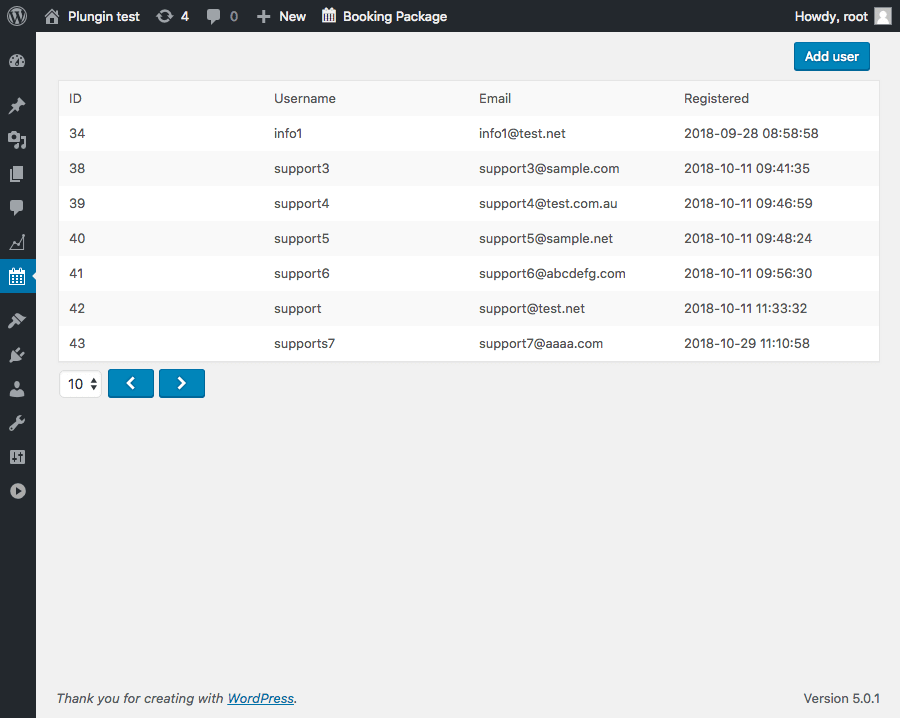 Plungin test 4 0 New Booking Package Howdy, root
Add user
ID Username Email Registered
34 info1 info1@test.net 2018-09-28 08:58:58
38 support3 support3@sample.com 2018-10-11 09:41:35
39 support4 support4@test.com.au 2018-10-11 09:46:59
40 support5 support5@sample.net 2018-10-11 09:48:24
41 support6 support6@abcdefg.com 2018-10-11 09:56:30
42 support support@test.net 2018-10-11 11:33:32
43 supports7 support7@aaaa.com 2018-10-29 11:10:58
10
Thank you for creating with WordPress. Version 5.0.1